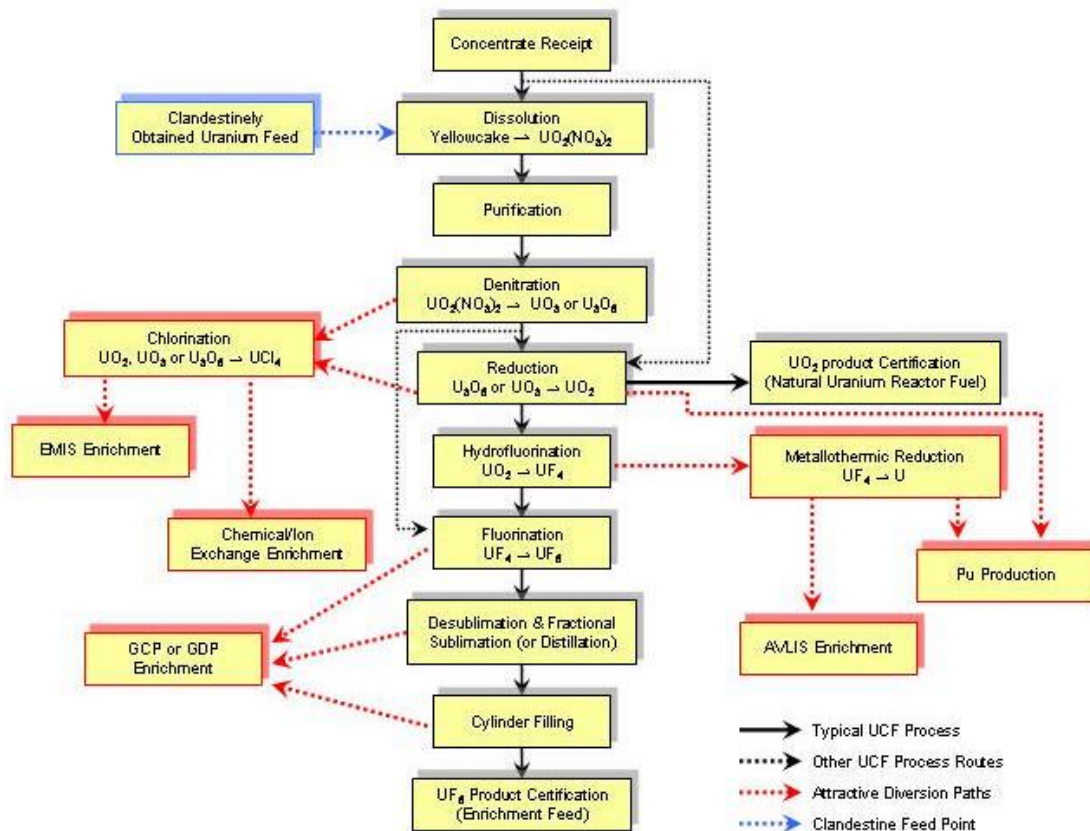 Concentrate Receipt
Clandestinely
Obtained Uranium Feed
Dissolution
Yellowcake → UO₂(NO₃)₂
Purification
Denitration
UO₂(NO₃)₂ → UO₃ or U₃O₈
Chlorination
UO₂, UO₃ or U₃O₈ → UCl₄
Reduction
U₃O₈ or UO₃ → UO₂
UO₂ product Certification
(Natural Uranium Reactor Fuel)
EMIS Enrichment
Hydrofluorination
UO₂ → UF₄
Metallothermic Reduction
UF₄ → U
Chemical/Ion
Exchange Enrichment
Fluorination
UF₄ → UF₆
Pu Production
GCP or GDP
Enrichment
Desublimation & Fractional
Sublimation (or Distillation)
AVLIS Enrichment
Cylinder Filling
UF₆ Product Certification
(Enrichment Feed)
Typical UCF Process
Other UCF Process Routes
Attractive Diversion Paths
Clandestine Feed Point